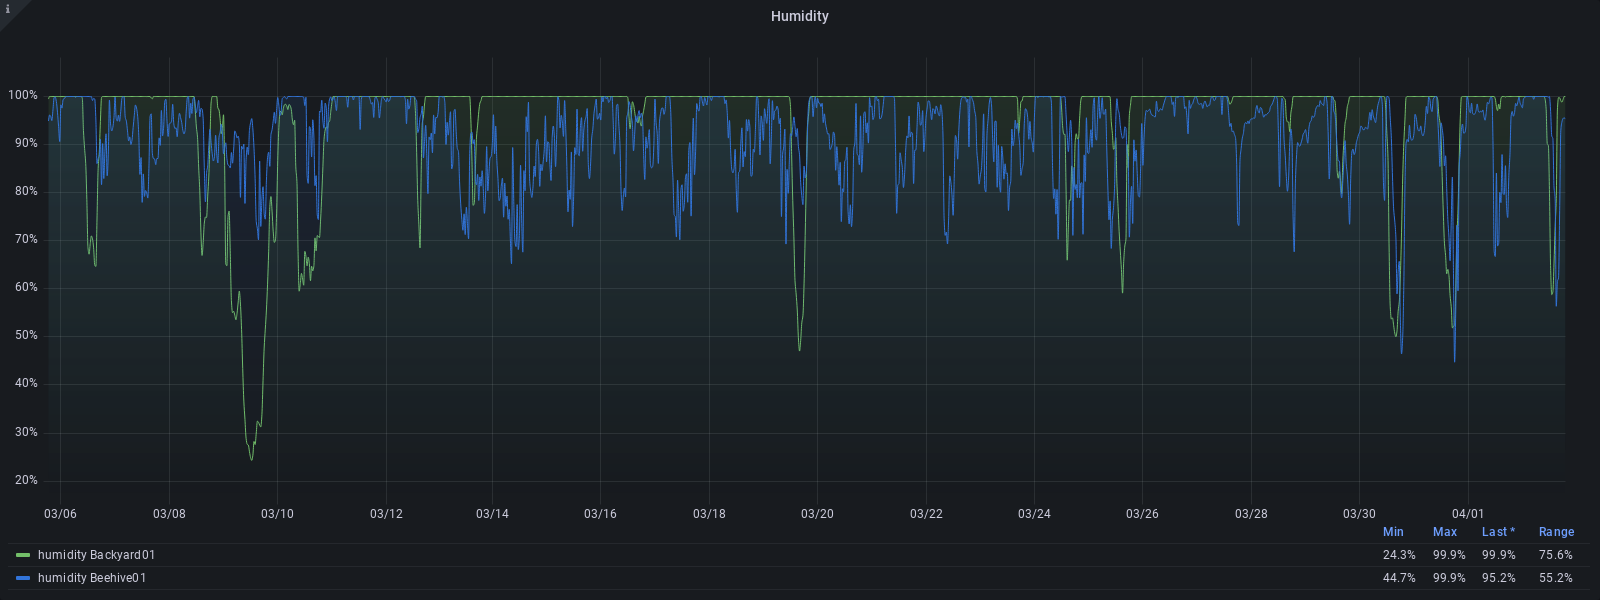 i
Humidity
100%
90%
80%
70%
60%
50%
40%
30%
20%
03/06 03/08 03/10 03/12 03/14 03/16 03/18 03/20 03/22 03/24 03/26 03/28 03/30 04/01
Min Max Last * Range
humidity Backyard01 24.3% 99.9% 99.9% 75.6%
humidity Beehive01 44.7% 99.9% 95.2% 55.2%